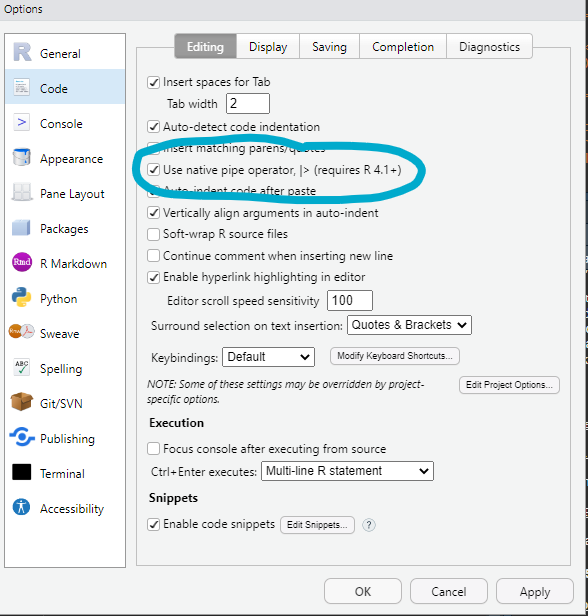 Options
General
Code
Console
Appearance
Pane Layout
Packages
Rmd
R Markdown
Python
Sweave
ABC
Spelling
Git/SVN
Publishing
Terminal
Accessibility
Editing Display Saving Completion Diagnostics
Insert spaces for Tab
Tab width 2
Auto-detect code indentation
Insert matching parens/quotes
Use native pipe operator, |> (requires R 4.1+)
Auto-indent code after paste
Vertically align arguments in auto-indent
Soft-wrap R source files
Continue comment when inserting new line
Enable hyperlink highlighting in editor
Editor scroll speed sensitivity 100
Surround selection on text insertion: Quotes & Brackets
Keybindings: Default Modify Keyboard Shortcuts...
NOTE: Some of these settings may be overridden by project-
specific options.
Edit Project Options...
Execution
Focus console after executing from source
Ctrl+Enter executes: Multi-line R statement
Snippets
Enable code snippets Edit Snippets... ?
OK Cancel Apply